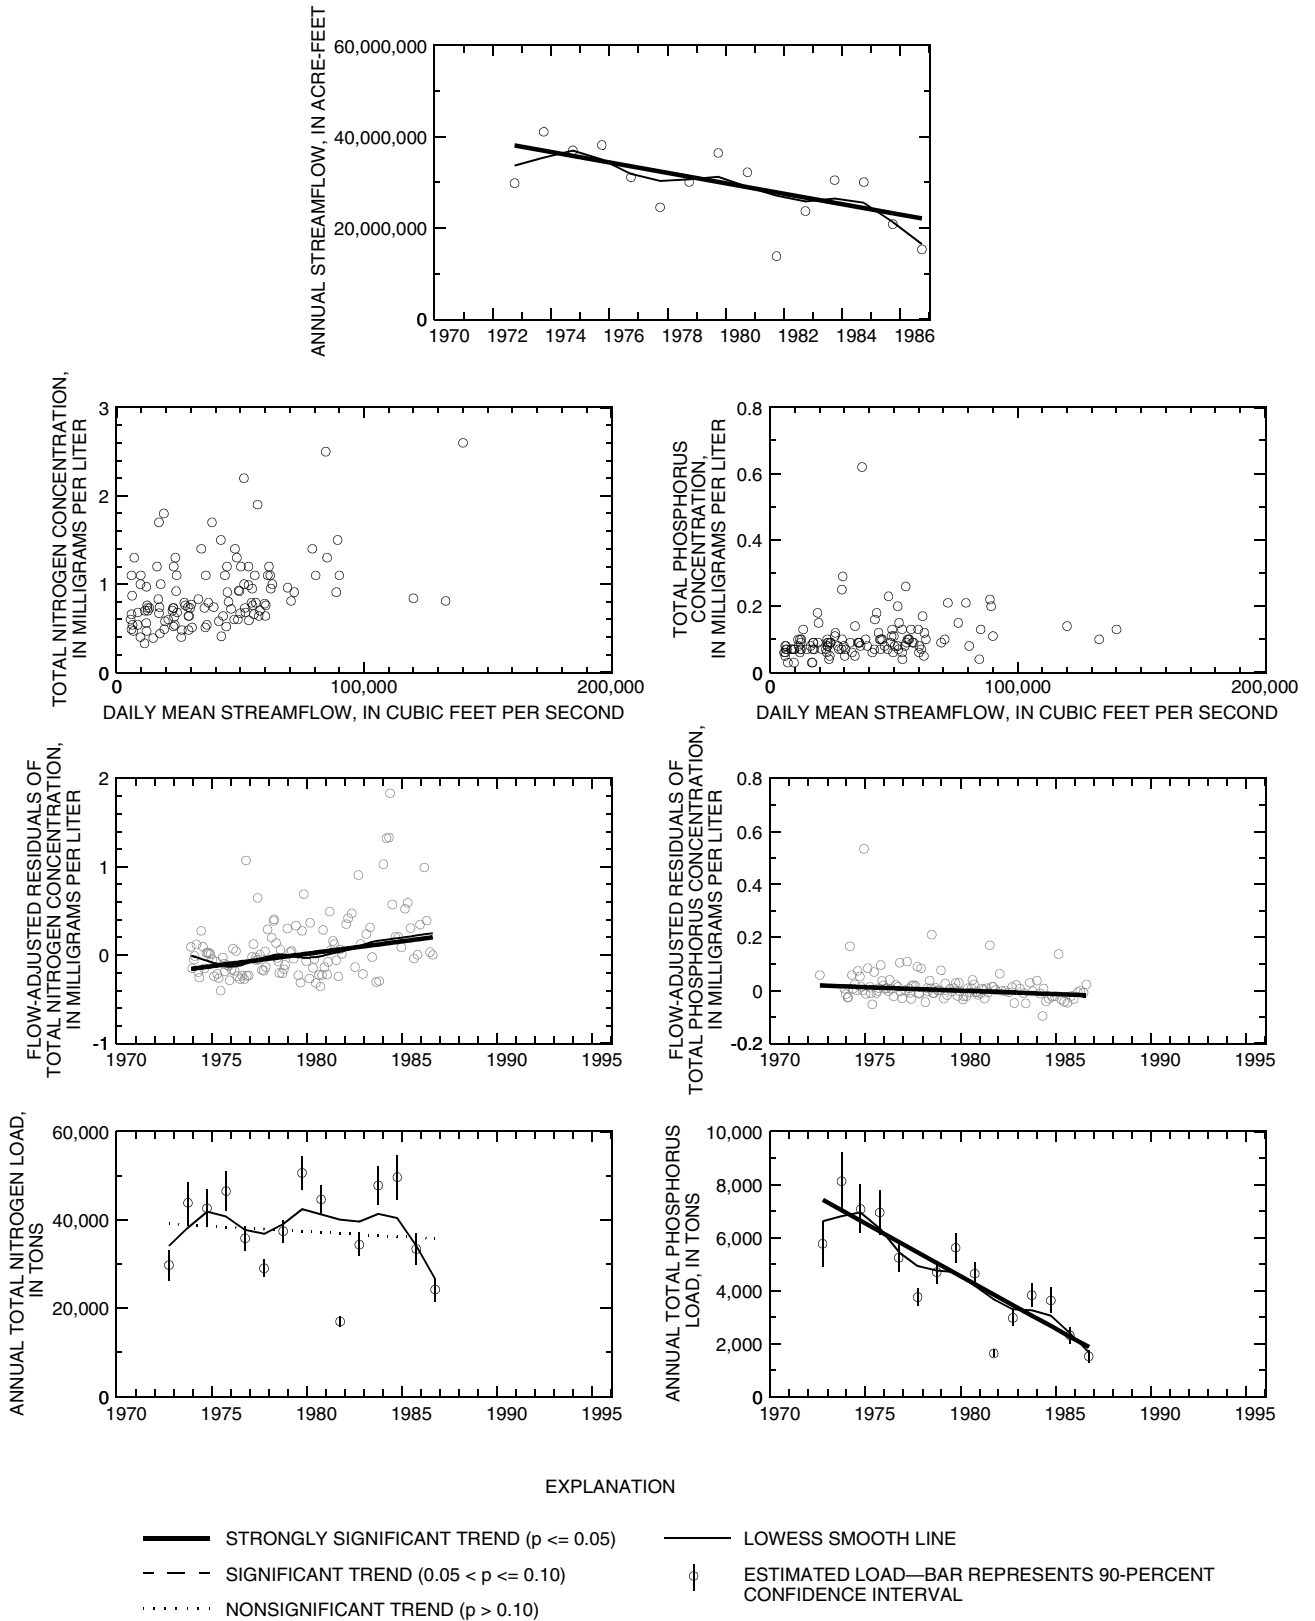 ANNUAL STREAMFLOW, IN ACRE-FEET
60,000,000
40,000,000
20,000,000
0
1970 1972 1974 1976 1978 1980 1982 1984 1986
TOTAL NITROGEN CONCENTRATION,
IN MILLIGRAMS PER LITER
3
2
1
0
0 100,000 200,000
DAILY MEAN STREAMFLOW, IN CUBIC FEET PER SECOND
TOTAL PHOSPHORUS
CONCENTRATION,
IN MILLIGRAMS PER LITER
0.8
0.6
0.4
0.2
0
0 100,000 200,000
DAILY MEAN STREAMFLOW, IN CUBIC FEET PER SECOND
FLOW-ADJUSTED RESIDUALS OF
TOTAL NITROGEN CONCENTRATION,
IN MILLIGRAMS PER LITER
2
1
0
-1
1970 1975 1980 1985 1990 1995
FLOW-ADJUSTED RESIDUALS OF
TOTAL PHOSPHORUS CONCENTRATION,
IN MILLIGRAMS PER LITER
0.8
0.6
0.4
0.2
0
-0.2
1970 1975 1980 1985 1990 1995
ANNUAL TOTAL NITROGEN LOAD,
IN TONS
60,000
40,000
20,000
0
1970 1975 1980 1985 1990 1995
ANNUAL TOTAL PHOSPHORUS
LOAD, IN TONS
10,000
8,000
6,000
4,000
2,000
0
1970 1975 1980 1985 1990 1995
EXPLANATION
STRONGLY SIGNIFICANT TREND (p <= 0.05)
SIGNIFICANT TREND (0.05 < p <= 0.10)
NONSIGNIFICANT TREND (p > 0.10)
LOWESS SMOOTH LINE
ESTIMATED LOAD—BAR REPRESENTS 90-PERCENT
CONFIDENCE INTERVAL